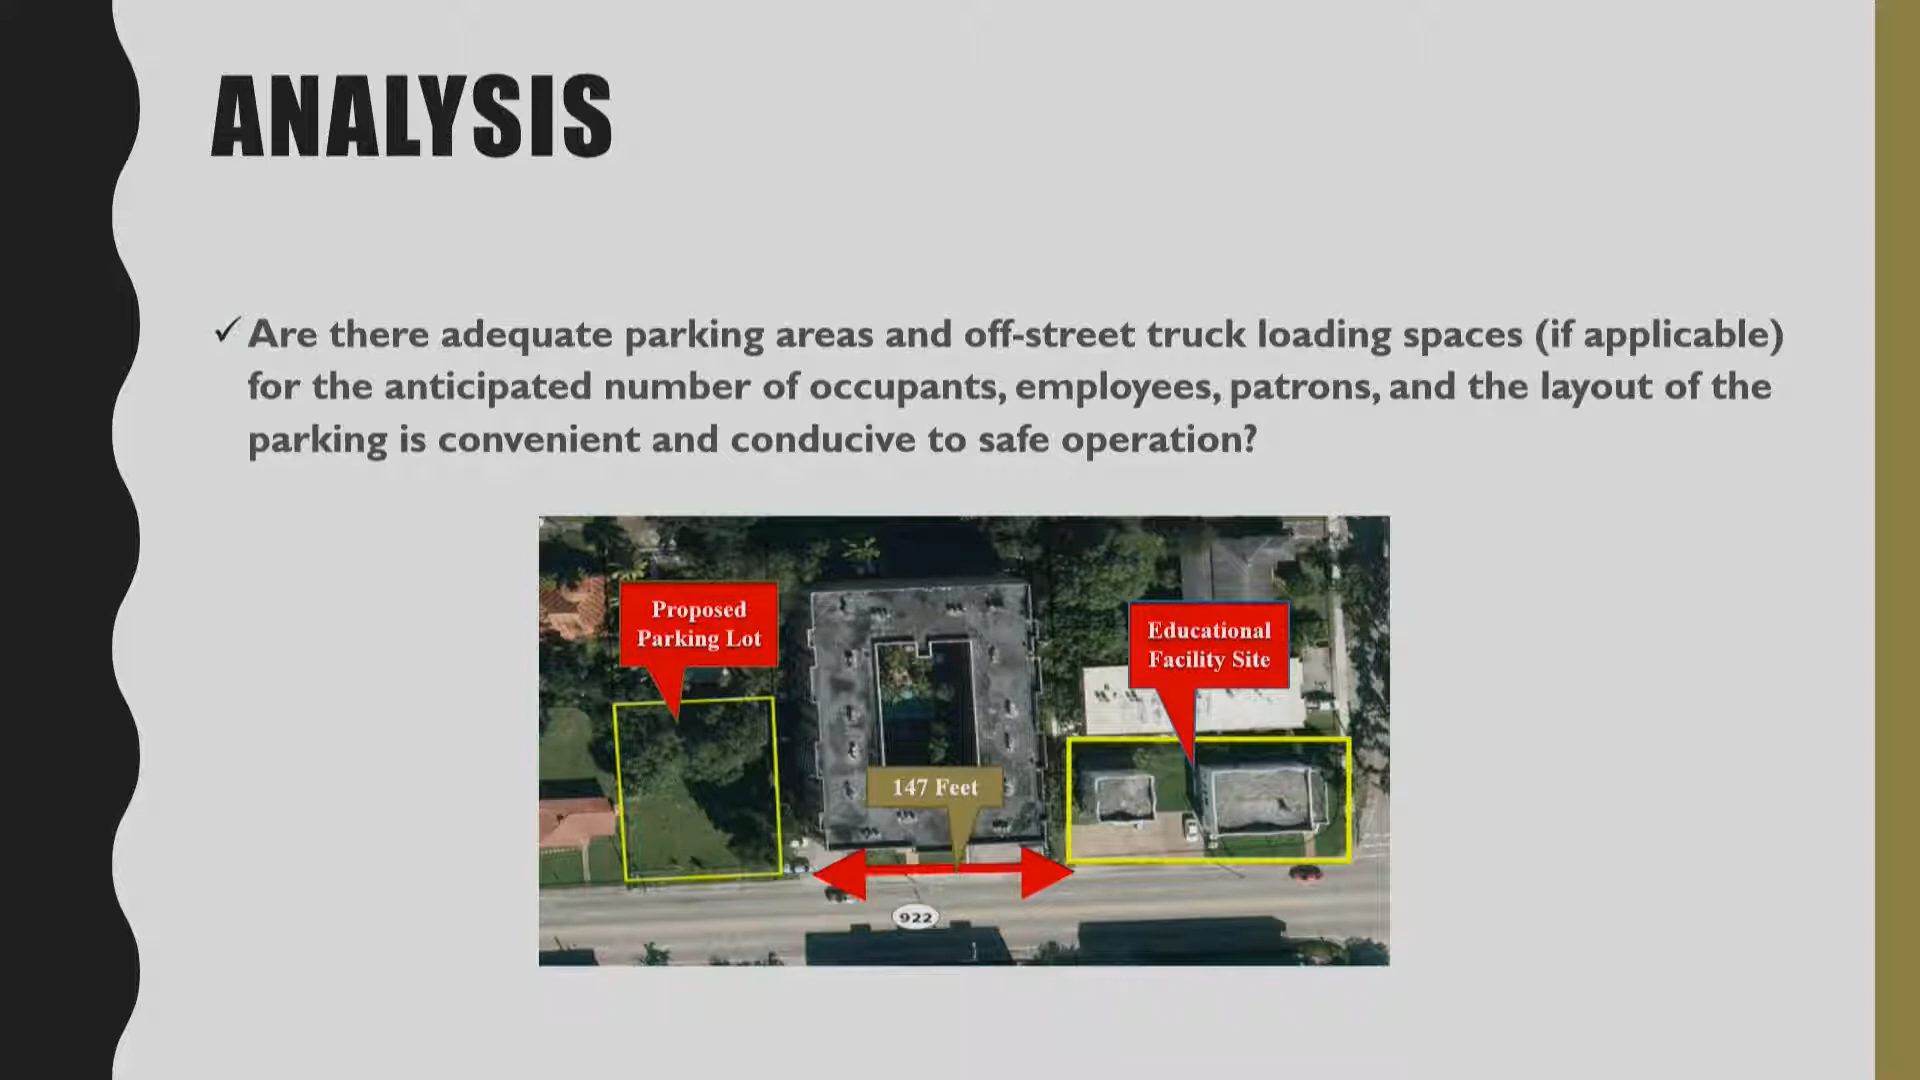 ANALYSIS
✓ Are there adequate parking areas and off-street truck loading spaces (if applicable)
for the anticipated number of occupants, employees, patrons, and the layout of the
parking is convenient and conducive to safe operation?
Proposed
Parking Lot
Educational
Facility Site
147 Feet
922